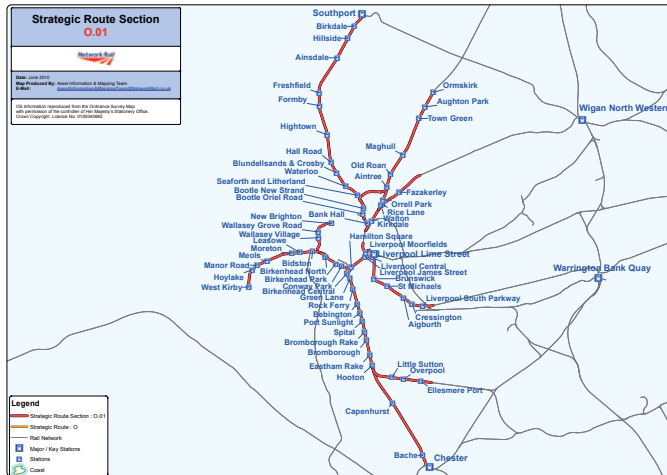 Strategic Route Section
O.01
Network Rail
Date: June 2010
Map Produced By: Asset Information & Mapping Team
E-Mail: AssetInformation&MappingTeam@NetworkRail.co.uk
OS Information reproduced from the Ordnance Survey Map
with permission of the controller of Her Majesty's Stationery Office.
Southport
Birkdale
Hillside
Ainsdale
Freshfield
Formby
Hightown
Hall Road
Blundellsands & Crosby
Waterloo
Seaforth and Litherland
Bootle New Strand
Bootle Oriel Road
Ormskirk
Aughton Park
Town Green
Maghull
Old Roan
Aintree
Fazakerley
Orrell Park
Rice Lane
Walton
Kirkdale
Bank Hall
Wigan North Western
Warrington Bank Quay
New Brighton
Wallasey Grove Road
Wallasey Village
Leasowe
Moreton
Meols
Manor Road
Hoylake
West Kirby
Bidston
Birkenhead North
Birkenhead Park
Conway Park
Birkenhead Central
Hamilton Square
Liverpool Moorfields
Liverpool Lime Street
Liverpool Central
Liverpool James Street
Brunswick
St Michaels
Liverpool South Parkway
Cressington
Aigburth
Green Lane
Rock Ferry
Bebington
Port Sunlight
Spital
Bromborough Rake
Bromborough
Eastham Rake
Hooton
Little Sutton
Overpool
Ellesmere Port
Capenhurst
Bache
Chester
Legend
Strategic Route Section : O.01
Strategic Route : O
Rail Network
Major / Key Stations
Stations
Coast